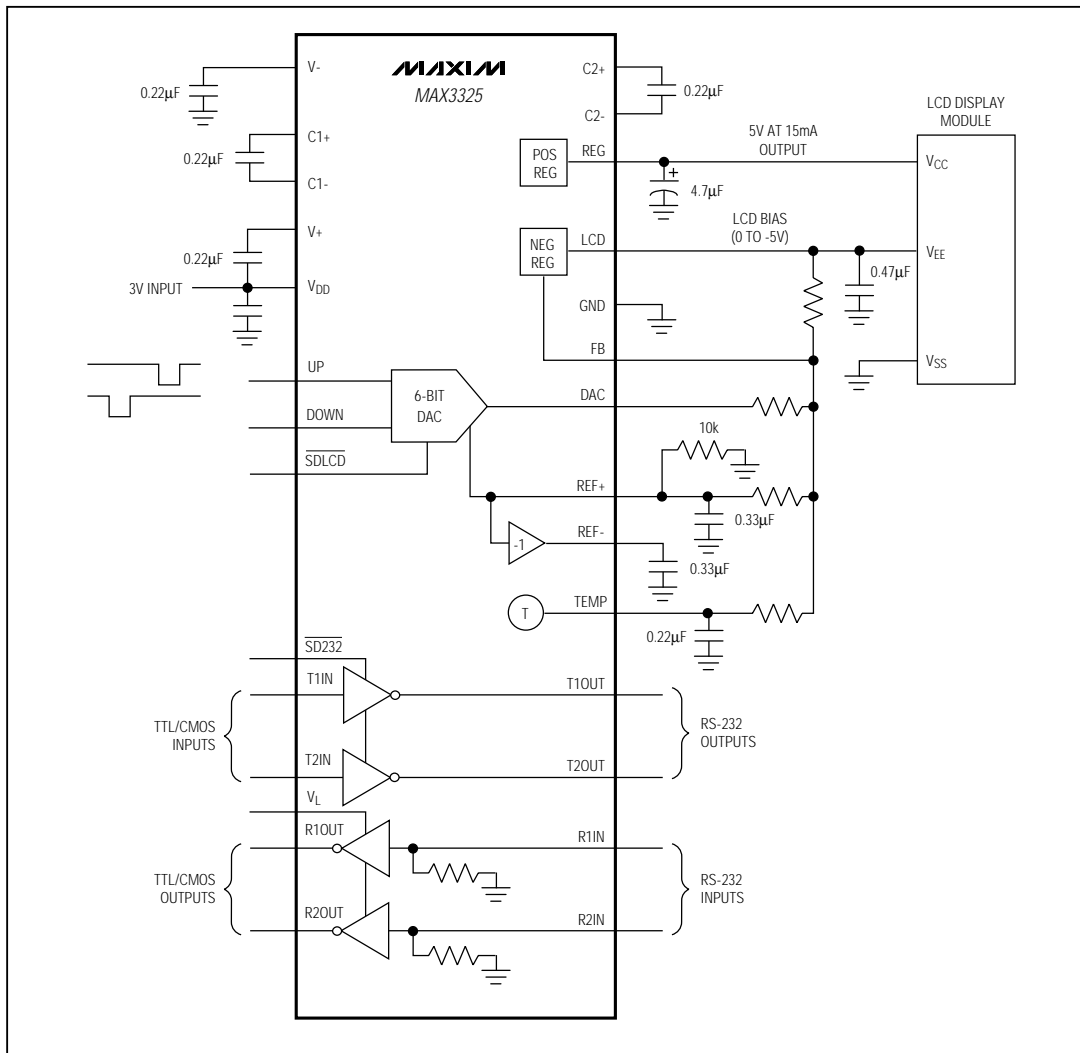 MAXIM
MAX3325
V-
0.22µF
C1+
0.22µF
C1-
V+
0.22µF
3V INPUT
VDD
UP
DOWN
SDLCD
6-BIT
DAC
C2+
0.22µF
C2-
POS
REG
REG
5V AT 15mA
OUTPUT
+
4.7µF
LCD DISPLAY
MODULE
VCC
NEG
REG
LCD
LCD BIAS
(0 TO -5V)
VEE
0.47µF
GND
FB
VSS
DAC
10k
REF+
0.33µF
-1
REF-
0.33µF
T
TEMP
0.22µF
SD232
T1IN
T1OUT
TTL/CMOS
INPUTS
RS-232
OUTPUTS
T2IN
T2OUT
VL
R1OUT
R1IN
TTL/CMOS
OUTPUTS
RS-232
INPUTS
R2OUT
R2IN